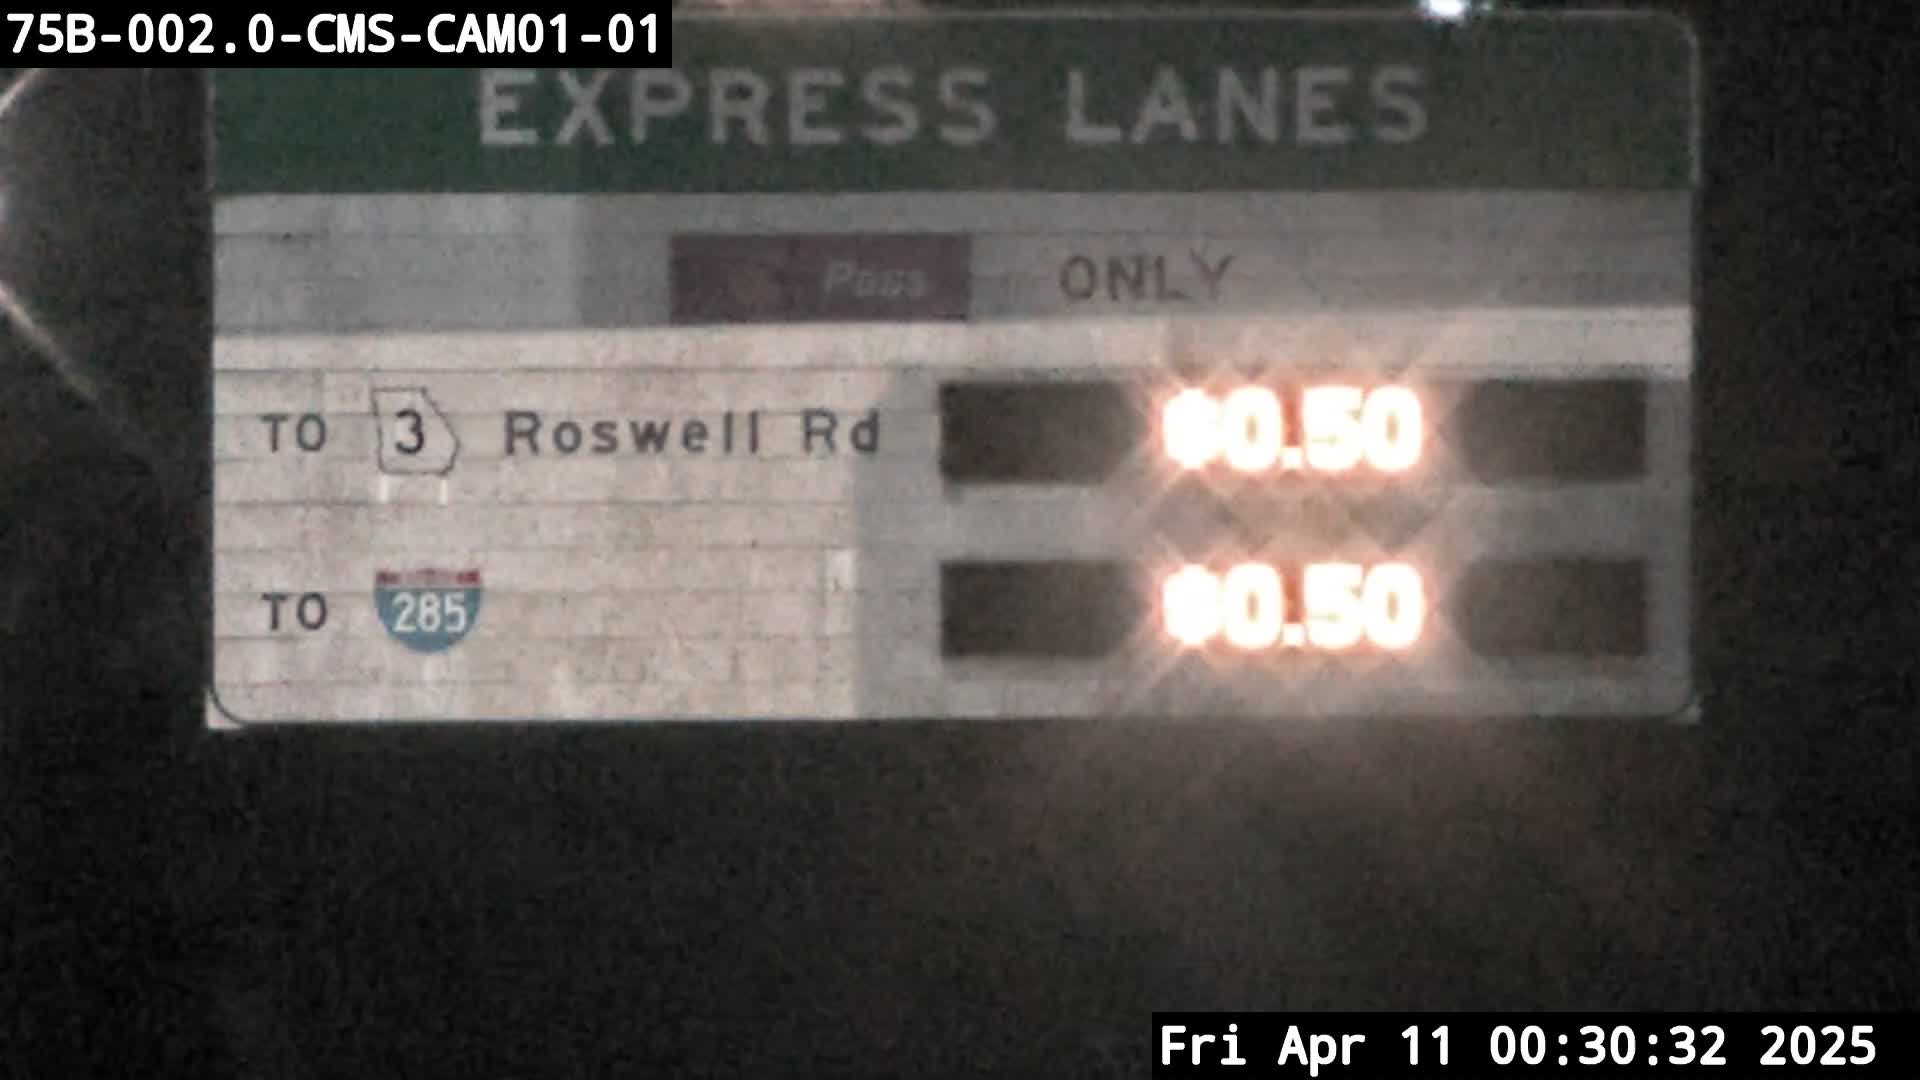 75B-002.0-CMS-CAM01-01
EXPRESS LANES
Pass ONLY
TO 3 Roswell Rd $0.50
TO 285 $0.50
Fri Apr 11 00:30:32 2025